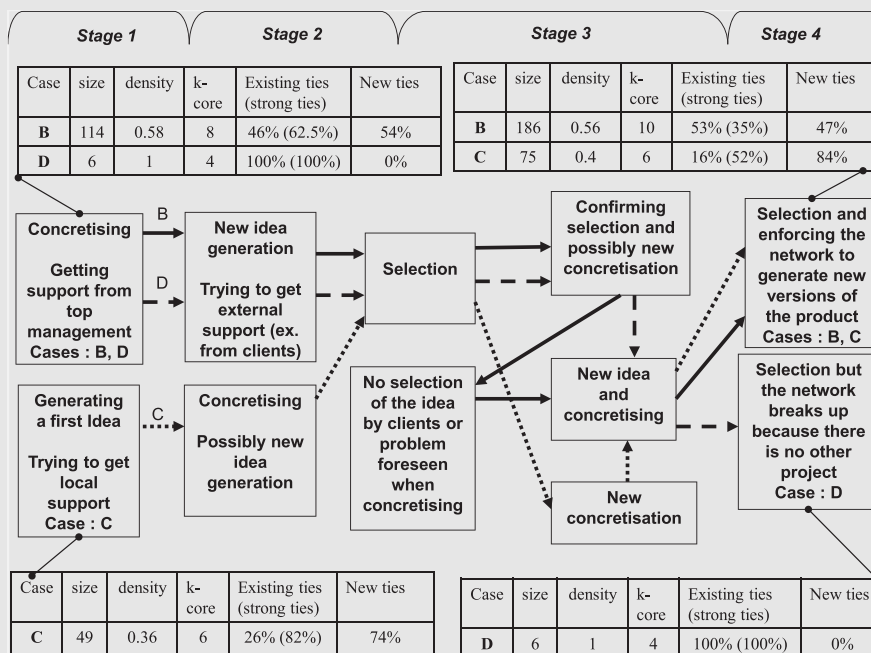 Stage 1 Stage 2 Stage 3 Stage 4
Case size density k-core Existing ties (strong ties) New ties
B 114 0.58 8 46% (62.5%) 54%
D 6 1 4 100% (100%) 0%
Case size density k-core Existing ties (strong ties) New ties
B 186 0.56 10 53% (35%) 47%
C 75 0.4 6 16% (52%) 84%
Concretising
Getting
support from
top
management
Cases : B, D
B
D
New idea
generation
Trying to get
external
support (ex.
from clients)
Selection
Confirming
selection and
possibly new
concretisation
Selection and
enforcing the
network to
generate new
versions of
the product
Cases : B, C
Generating
a first Idea
Trying to get
local
support
Case : C
C
Concretising
Possibly new
idea
generation
No selection
of the idea
by clients or
problem
foreseen
when
concretising
New idea
and
concretising
New
concretisation
Selection but
the network
breaks up
because there
is no other
project
Case : D
Case size density k-core Existing ties (strong ties) New ties
C 49 0.36 6 26% (82%) 74%
Case size density k-core Existing ties (strong ties) New ties
D 6 1 4 100% (100%) 0%